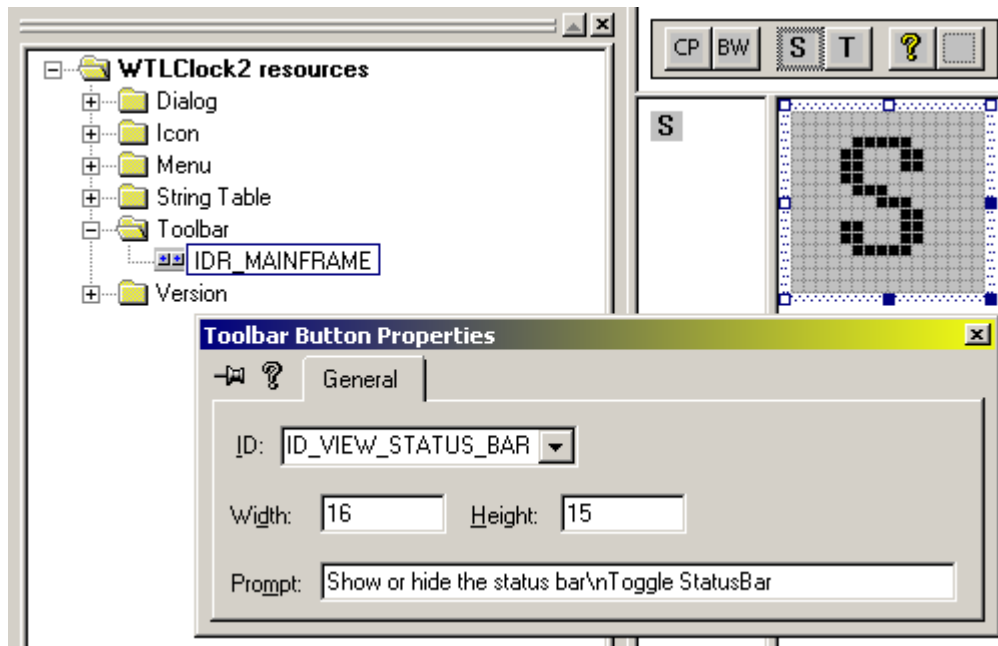 WTLClock2 resources
Dialog
Icon
Menu
String Table
Toolbar
IDR_MAINFRAME
Version
CP BW S T ?
S
S
Toolbar Button Properties
? General
ID: ID_VIEW_STATUS_BAR
Width: 16 Height: 15
Prompt: Show or hide the status bar\nToggle StatusBar